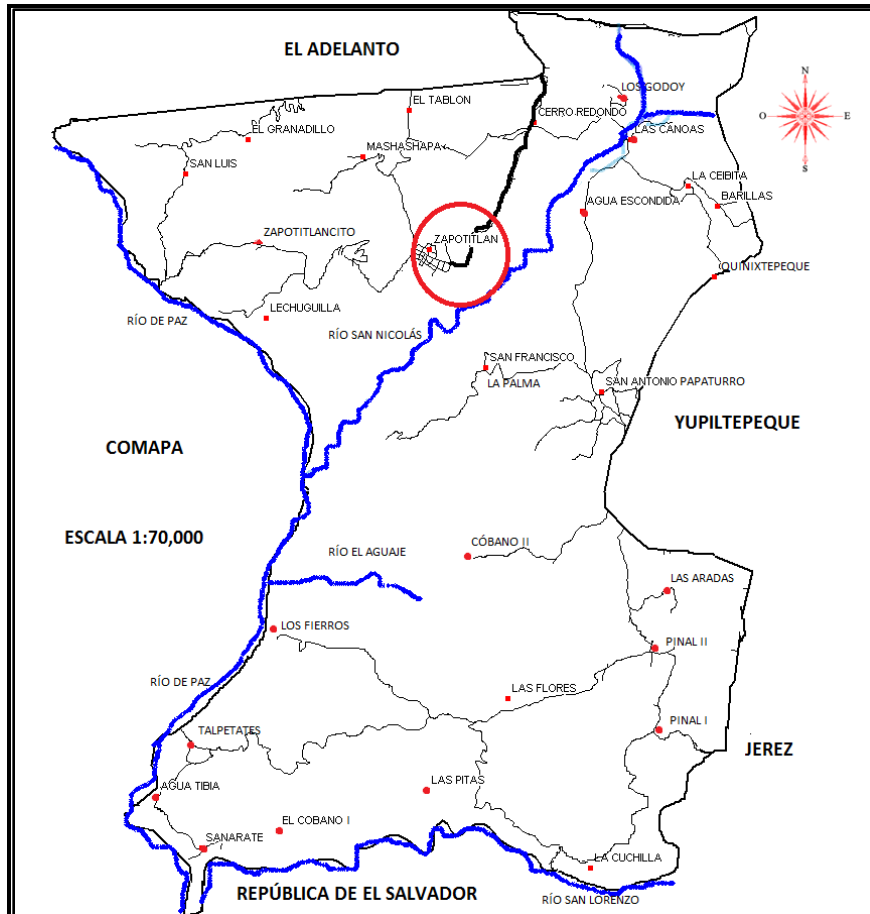 EL ADELANTO
LOS GODOY
EL TABLON
CERRO REDONDO
N
O
E
S
EL GRANADILLO
LAS CANOAS
MASHASHAPA
SAN LUIS
LA CEIBITA
BARILLAS
AGUA ESCONDIDA
ZAPOTITLANCITO
ZAPOTITLAN
QUINIXTEPEQUE
LECHUGUILLA
RÍO DE PAZ
RÍO SAN NICOLÁS
SAN FRANCISCO
LA PALMA
SAN ANTONIO PAPATURRO
YUPILTEPEQUE
COMAPA
ESCALA 1:70,000
CÓBANO II
RÍO EL AGUAJE
LAS ARADAS
LOS FIERROS
PINAL II
RÍO DE PAZ
LAS FLORES
PINAL I
TALPETATES
JEREZ
AGUA TIBIA
LAS PITAS
EL COBANO I
SANARATE
LA CUCHILLA
REPÚBLICA DE EL SALVADOR
RÍO SAN LORENZO